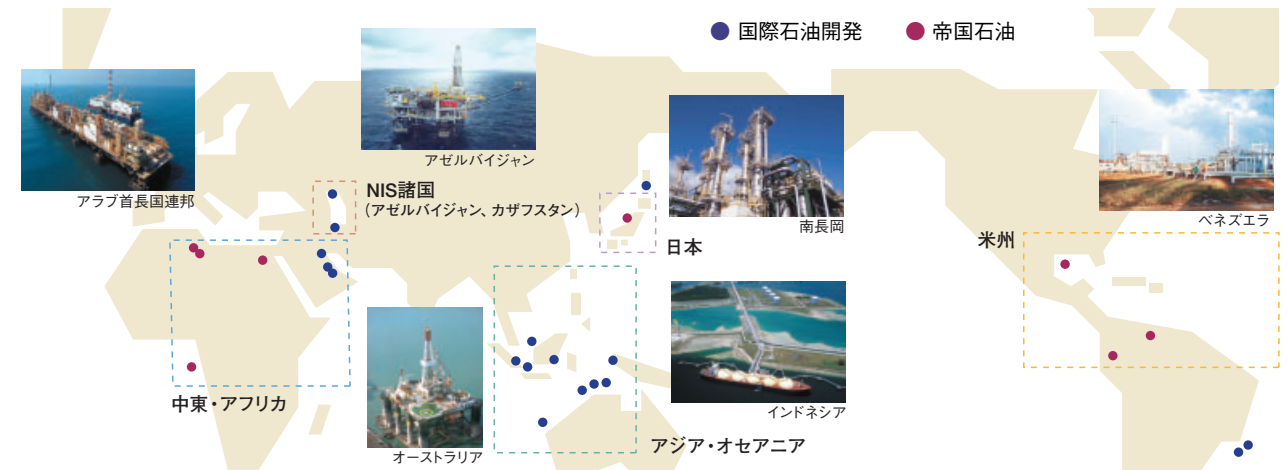 国際石油開発
帝国石油
アラブ首長国連邦
アゼルバイジャン
NIS諸国
(アゼルバイジャン、カザフスタン)
南長岡
日本
ベネズエラ
米州
中東・アフリカ
オーストラリア
インドネシア
アジア・オセアニア